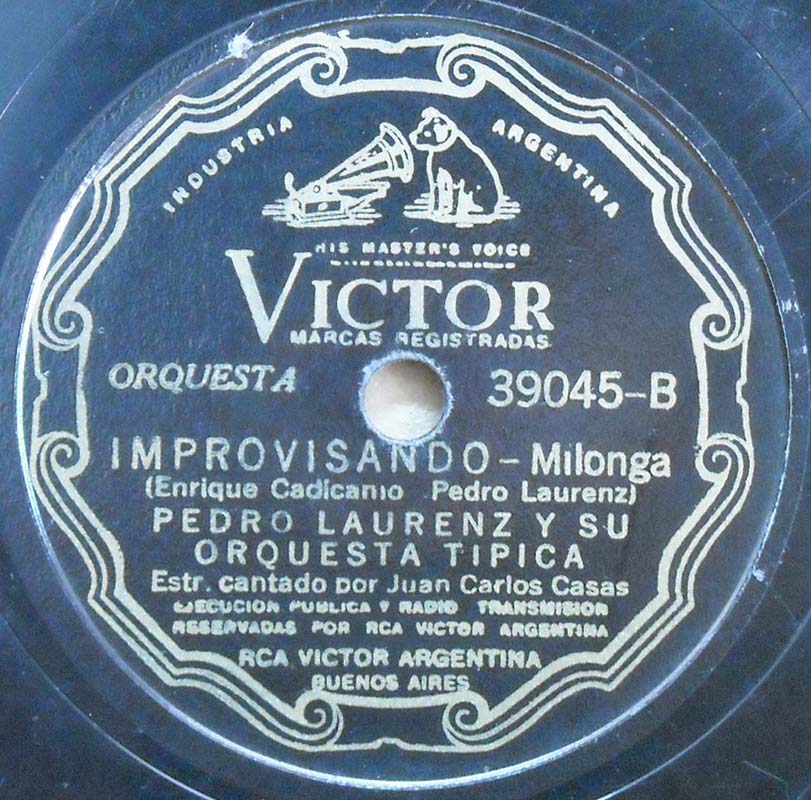 INDUSTRIA ARGENTINA
HIS MASTER'S VOICE
VICTOR
MARCAS REGISTRADAS
ORQUESTA 39045-B
IMPROVISANDO - Milonga
(Enrique Cadicamo Pedro Laurenz)
PEDRO LAURENZ Y SU
ORQUESTA TIPICA
Estr. cantado por Juan Carlos Casas
EJECUCION PUBLICA Y RADIO TRANSMISION
RESERVADAS POR RCA VICTOR ARGENTINA
RCA VICTOR ARGENTINA
BUENOS AIRES